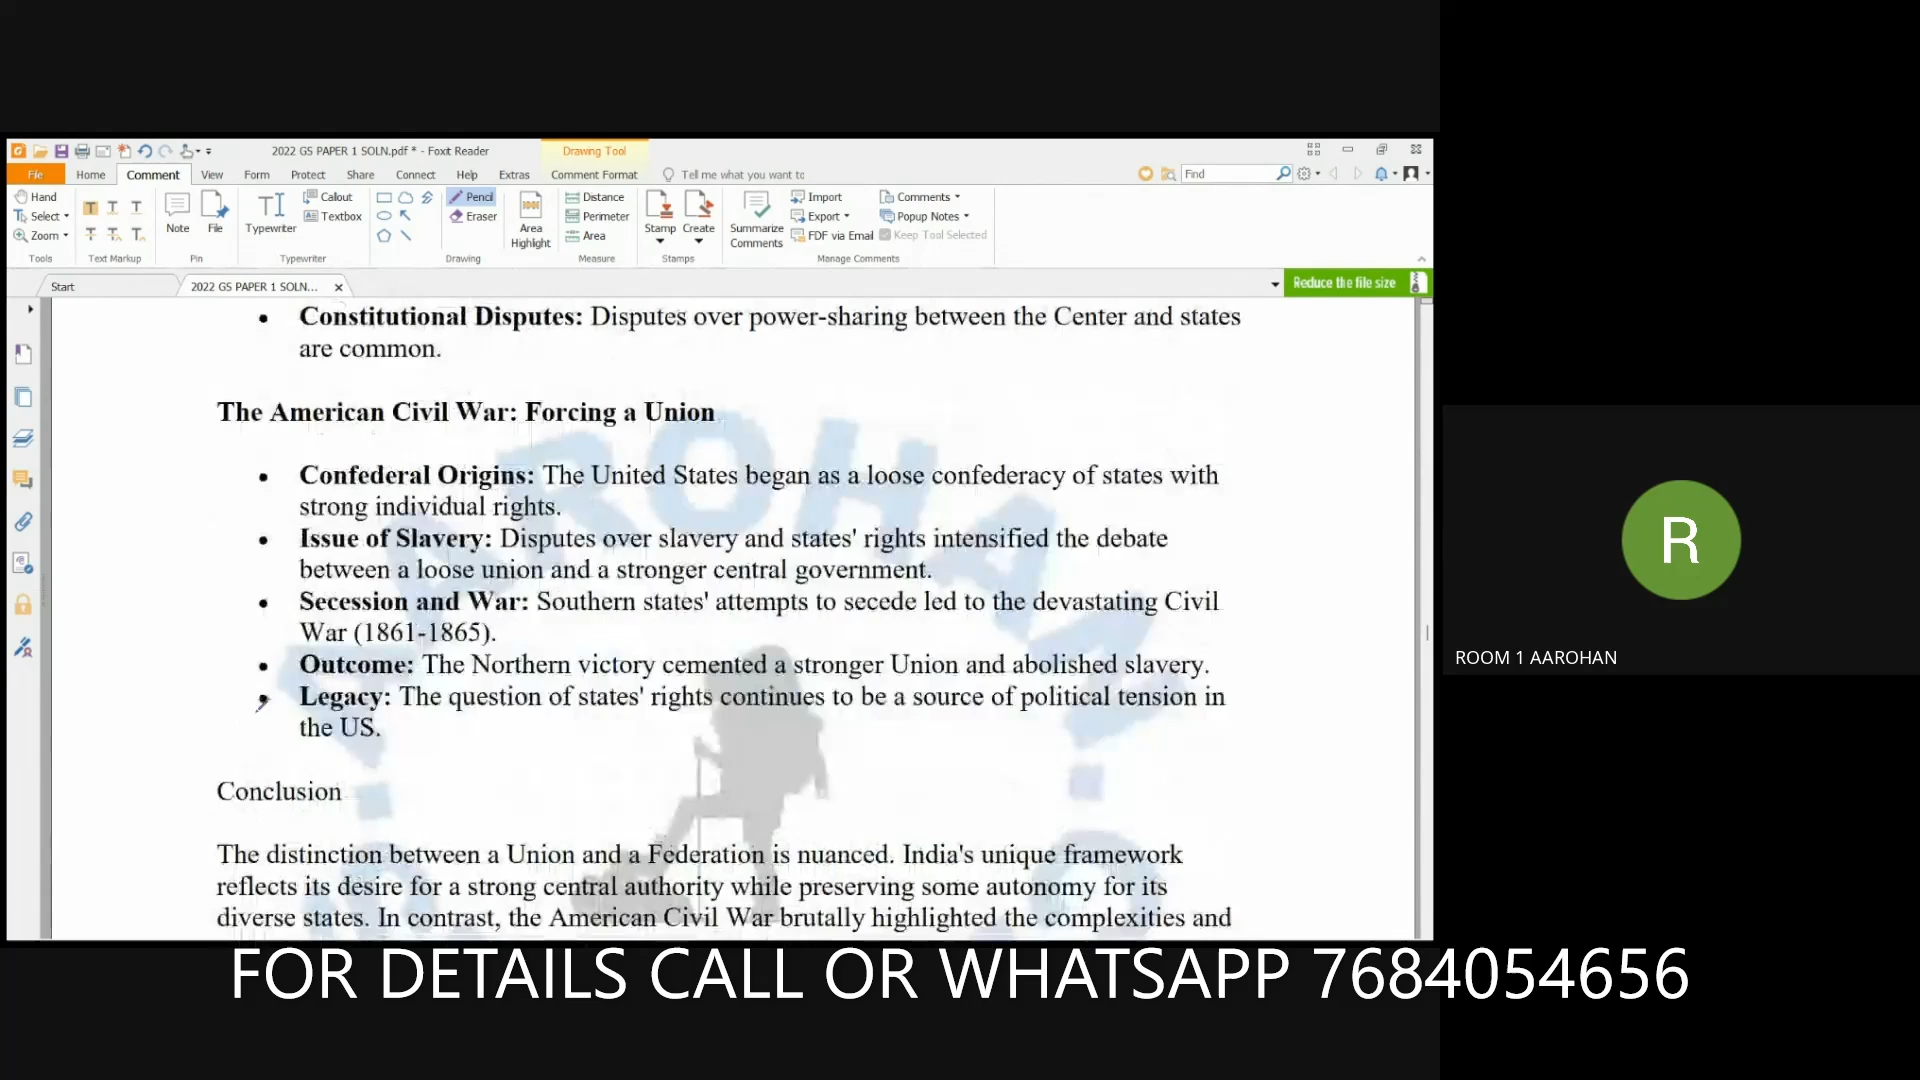 2022 GS PAPER 1 SOLN.pdf * - Foxit Reader
Drawing Tool
File Home Comment View Form Protect Share Connect Help Extras Comment Format Tell me what you want to Find
Hand
Select
Zoom
Tools
Text Markup
Note
File
Pin
Typewriter
Callout
Textbox
Typewriter
Pencil
Eraser
Drawing
Area
Highlight
Distance
Perimeter
Area
Measure
Stamp
Create
Stamps
Summarize
Comments
Import
Export
FDF via Email
Comments
Popup Notes
Keep Tool Selected
Manage Comments
Start
2022 GS PAPER 1 SOLN...
Reduce the file size
• Constitutional Disputes: Disputes over power-sharing between the Center and states
are common.
The American Civil War: Forcing a Union
• Confederal Origins: The United States began as a loose confederacy of states with
strong individual rights.
• Issue of Slavery: Disputes over slavery and states' rights intensified the debate
between a loose union and a stronger central government.
• Secession and War: Southern states' attempts to secede led to the devastating Civil
War (1861-1865).
• Outcome: The Northern victory cemented a stronger Union and abolished slavery.
• Legacy: The question of states' rights continues to be a source of political tension in
the US.
Conclusion
The distinction between a Union and a Federation is nuanced. India's unique framework
reflects its desire for a strong central authority while preserving some autonomy for its
diverse states. In contrast, the American Civil War brutally highlighted the complexities and
R
ROOM 1 AAROHAN
FOR DETAILS CALL OR WHATSAPP 7684054656